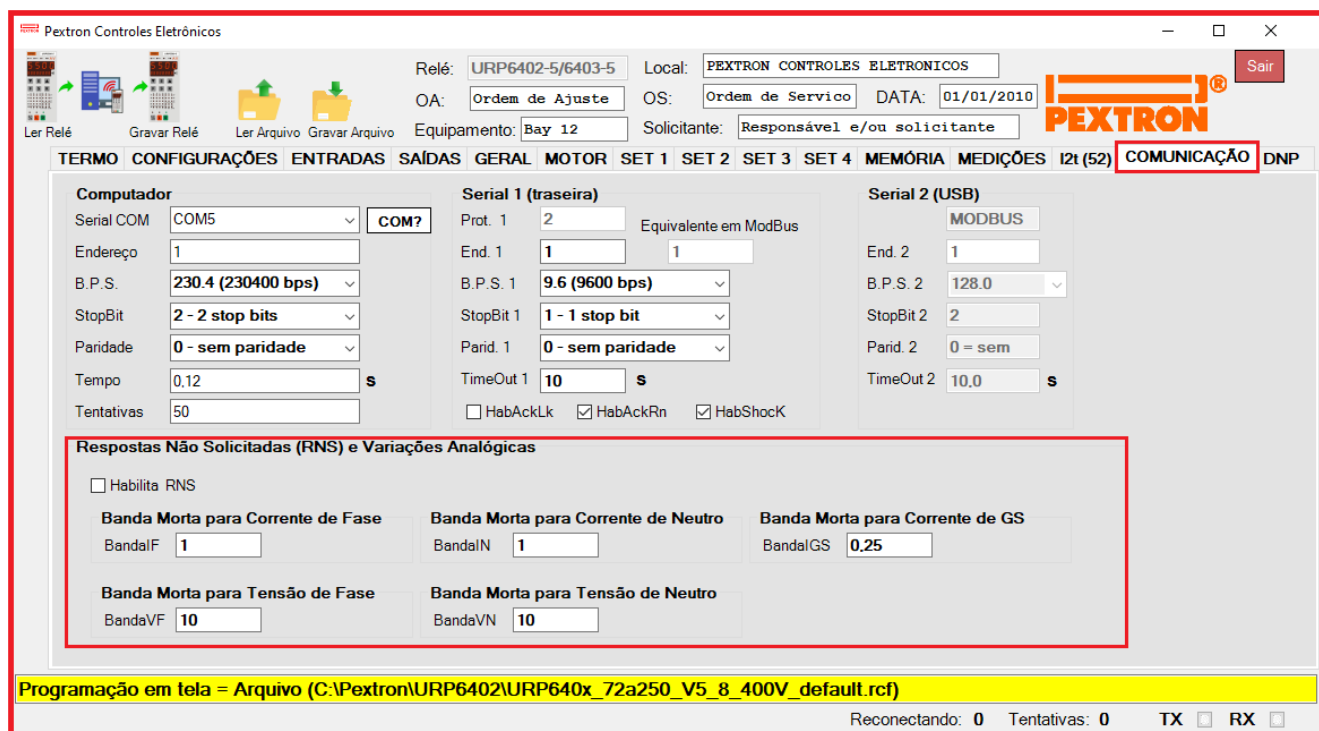 Pextron Controles Eletrônicos
Relé: URP6402-5/6403-5 Local: PEXTRON CONTROLES ELETRONICOS Sair
OA: Ordem de Ajuste OS: Ordem de Servico DATA: 01/01/2010
Ler Relé Gravar Relé Ler Arquivo Gravar Arquivo Equipamento: Bay 12 Solicitante: Responsável e/ou solicitante PEXTRON®
TERMO CONFIGURAÇÕES ENTRADAS SAÍDAS GERAL MOTOR SET 1 SET 2 SET 3 SET 4 MEMÓRIA MEDIÇÕES I2t (52) COMUNICAÇÃO DNP
Computador
Serial COM COM5 COM?
Endereço 1
B.P.S. 230.4 (230400 bps)
StopBit 2 - 2 stop bits
Paridade 0 - sem paridade
Tempo 0,12 s
Tentativas 50
Serial 1 (traseira)
Prot. 1 2 Equivalente em ModBus
End. 1 1 1
B.P.S. 1 9.6 (9600 bps)
StopBit 1 1 - 1 stop bit
Parid. 1 0 - sem paridade
TimeOut 1 10 s
HabAckLk HabAckRn HabShocK
Serial 2 (USB)
MODBUS
End. 2 1
B.P.S. 2 128.0
StopBit 2 2
Parid. 2 0 = sem
TimeOut 2 10,0 s
Respostas Não Solicitadas (RNS) e Variações Analógicas
Habilita RNS
Banda Morta para Corrente de Fase Banda Morta para Corrente de Neutro Banda Morta para Corrente de GS
BandaIF 1 BandaIN 1 BandaIGS 0,25
Banda Morta para Tensão de Fase Banda Morta para Tensão de Neutro
BandaVF 10 BandaVN 10
Programação em tela = Arquivo (C:\Pextron\URP6402\URP640x_72a250_V5_8_400V_default.rcf)
Reconectando: 0 Tentativas: 0 TX RX